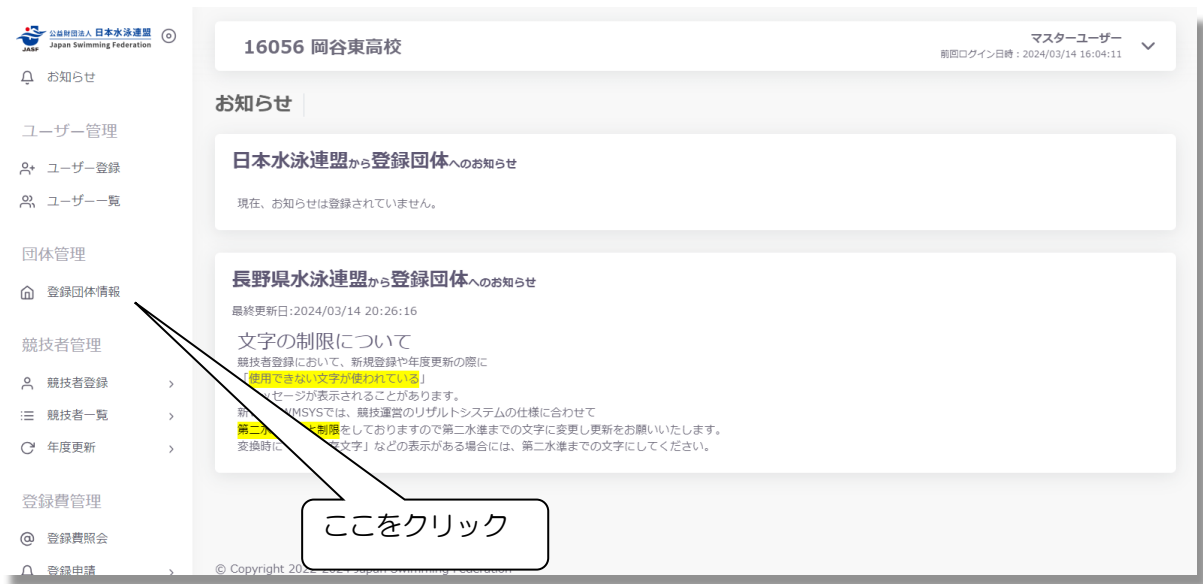 公益財団法人 日本水泳連盟
Japan Swimming Federation
JASF
お知らせ
ユーザー管理
ユーザー登録
ユーザー一覧
団体管理
登録団体情報
競技者管理
競技者登録
競技者一覧
年度更新
登録費管理
登録費照会
登録申請
16056 岡谷東高校
マスターユーザー
前回ログイン日時：2024/03/14 16:04:11
お知らせ
日本水泳連盟から登録団体へのお知らせ
現在、お知らせは登録されていません。
長野県水泳連盟から登録団体へのお知らせ
最終更新日:2024/03/14 20:26:16
文字の制限について
競技者登録において、新規登録や年度更新の際に
「使用できない文字が使われている」
ッセージが表示されることがあります。
新 WMSYSでは、競技運営のリザルトシステムの仕様に合わせて
第二水 と制限をしておりますので第二水準までの文字に変更し更新をお願いいたします。
変換時に 存文字」などの表示がある場合には、第二水準までの文字にしてください。
ここをクリック
© Copyright 2022-2024 Japan Swimming Federation